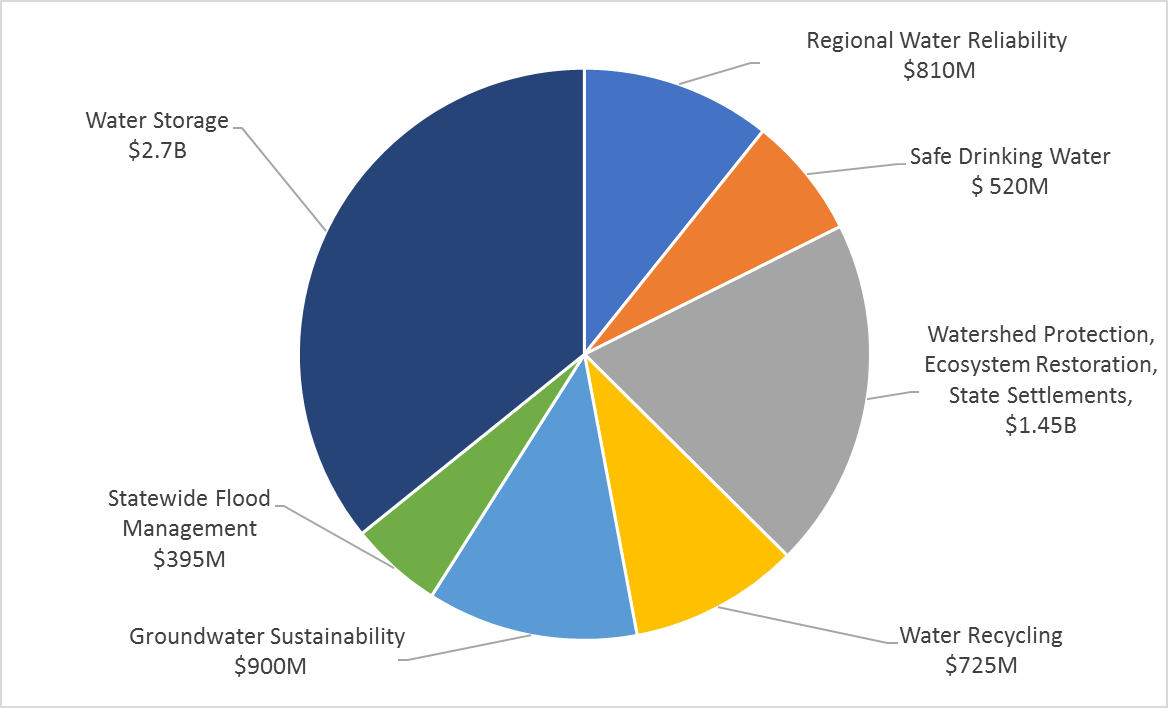 Regional Water Reliability
$810M
Safe Drinking Water
$ 520M
Watershed Protection,
Ecosystem Restoration,
State Settlements,
$1.45B
Water Recycling
$725M
Groundwater Sustainability
$900M
Statewide Flood
Management
$395M
Water Storage
$2.7B